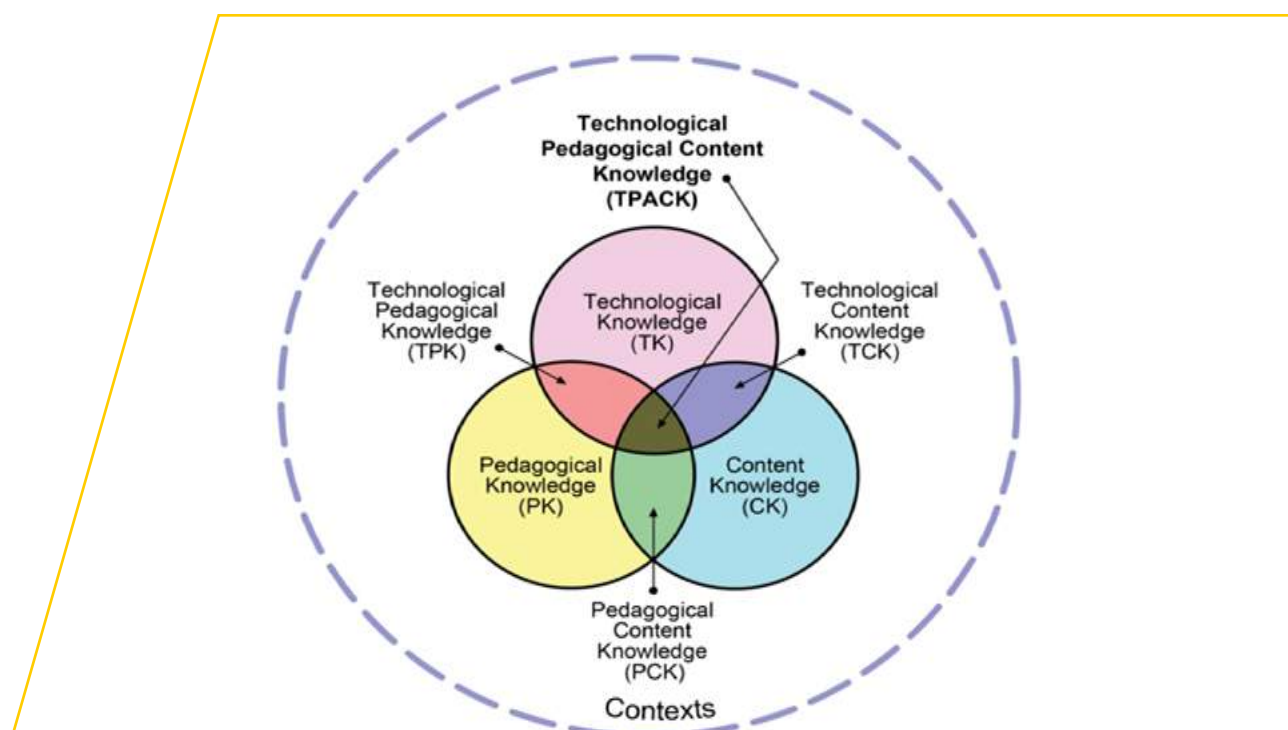 Technological
Pedagogical Content
Knowledge
(TPACK)
Technological
Pedagogical
Knowledge
(TPK)
Technological
Knowledge
(TK)
Technological
Content
Knowledge
(TCK)
Pedagogical
Knowledge
(PK)
Content
Knowledge
(CK)
Pedagogical
Content
Knowledge
(PCK)
Contexts